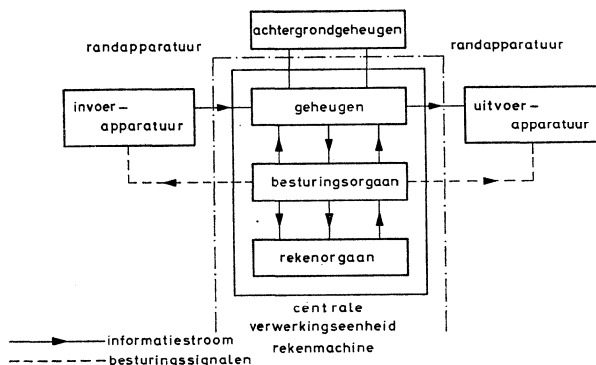 achtergrondgeheugen
randapparatuur
randapparatuur
invoer-
apparatuur
geheugen
uitvoer-
apparatuur
besturingsorgaan
rekenorgaan
centrale
verwerkingseenheid
rekenmachine
informatiestroom
besturingssignalen